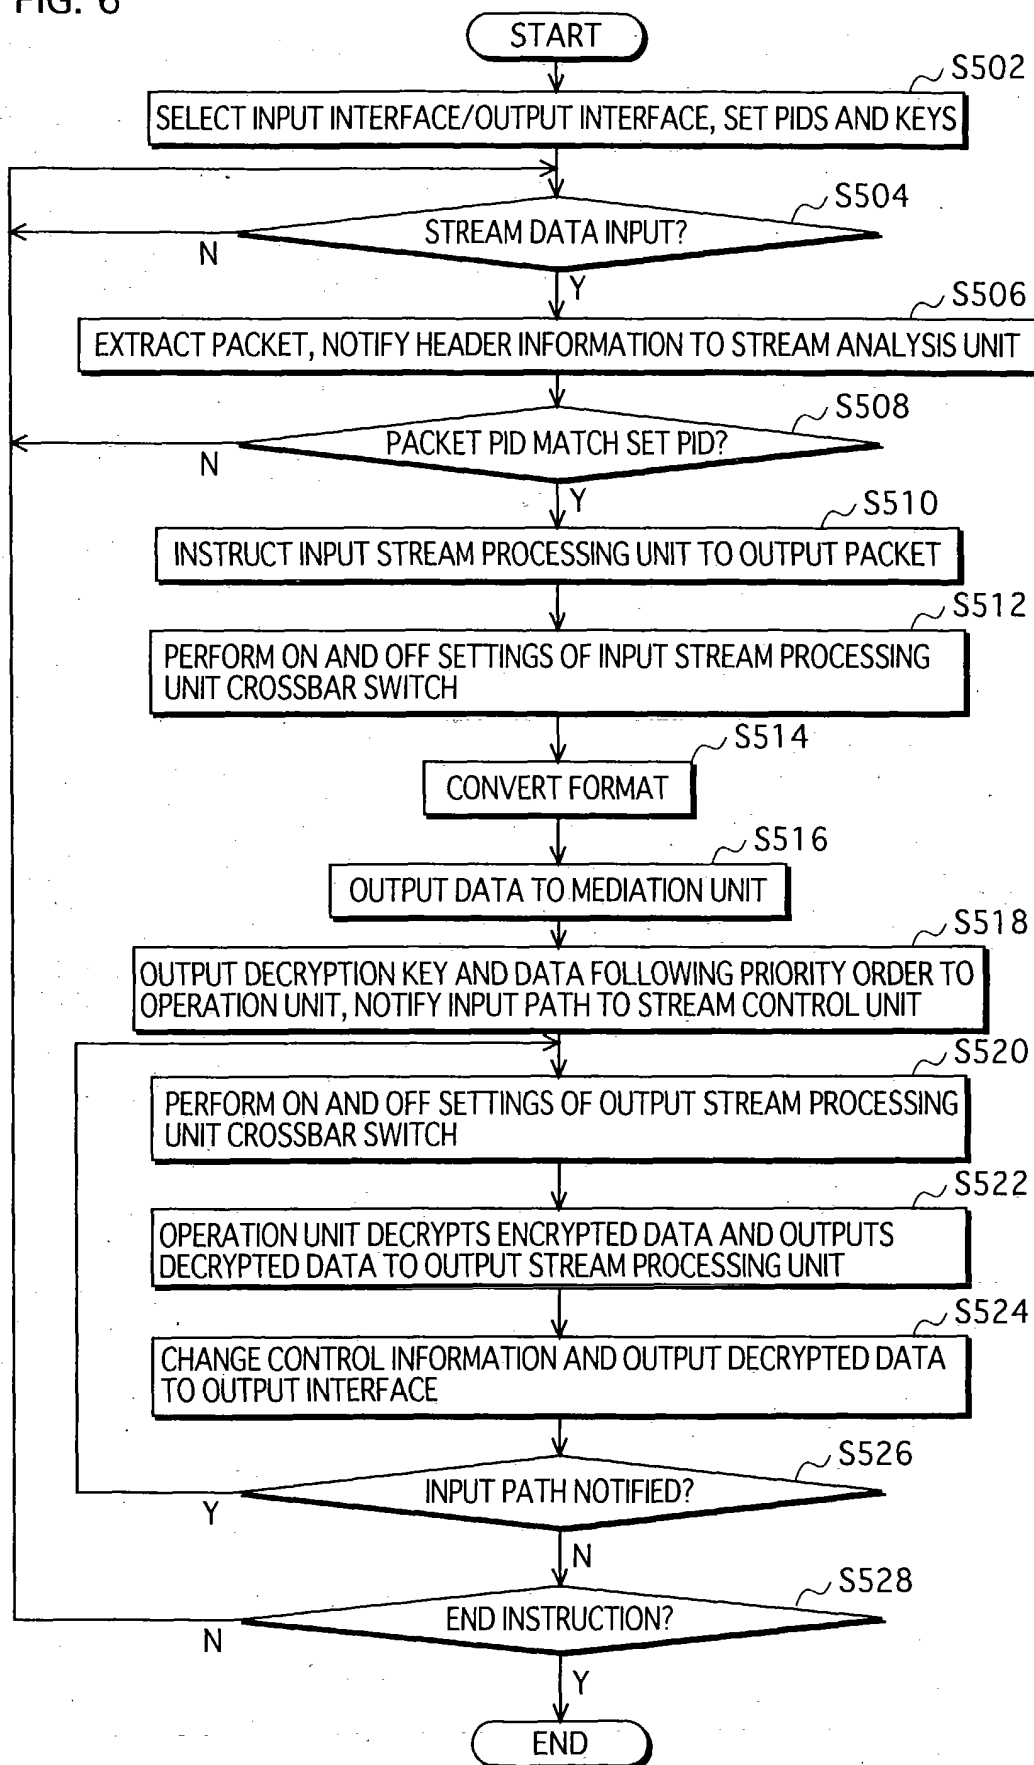 FIG. 6
START
S502
SELECT INPUT INTERFACE/OUTPUT INTERFACE, SET PIDS AND KEYS
S504
STREAM DATA INPUT?
N
Y
S506
EXTRACT PACKET, NOTIFY HEADER INFORMATION TO STREAM ANALYSIS UNIT
S508
PACKET PID MATCH SET PID?
N
Y
S510
INSTRUCT INPUT STREAM PROCESSING UNIT TO OUTPUT PACKET
S512
PERFORM ON AND OFF SETTINGS OF INPUT STREAM PROCESSING
UNIT CROSSBAR SWITCH
S514
CONVERT FORMAT
S516
OUTPUT DATA TO MEDIATION UNIT
S518
OUTPUT DECRYPTION KEY AND DATA FOLLOWING PRIORITY ORDER TO
OPERATION UNIT, NOTIFY INPUT PATH TO STREAM CONTROL UNIT
S520
PERFORM ON AND OFF SETTINGS OF OUTPUT STREAM PROCESSING
UNIT CROSSBAR SWITCH
S522
OPERATION UNIT DECRYPTS ENCRYPTED DATA AND OUTPUTS
DECRYPTED DATA TO OUTPUT STREAM PROCESSING UNIT
S524
CHANGE CONTROL INFORMATION AND OUTPUT DECRYPTED DATA
TO OUTPUT INTERFACE
S526
INPUT PATH NOTIFIED?
Y
N
S528
END INSTRUCTION?
N
Y
END